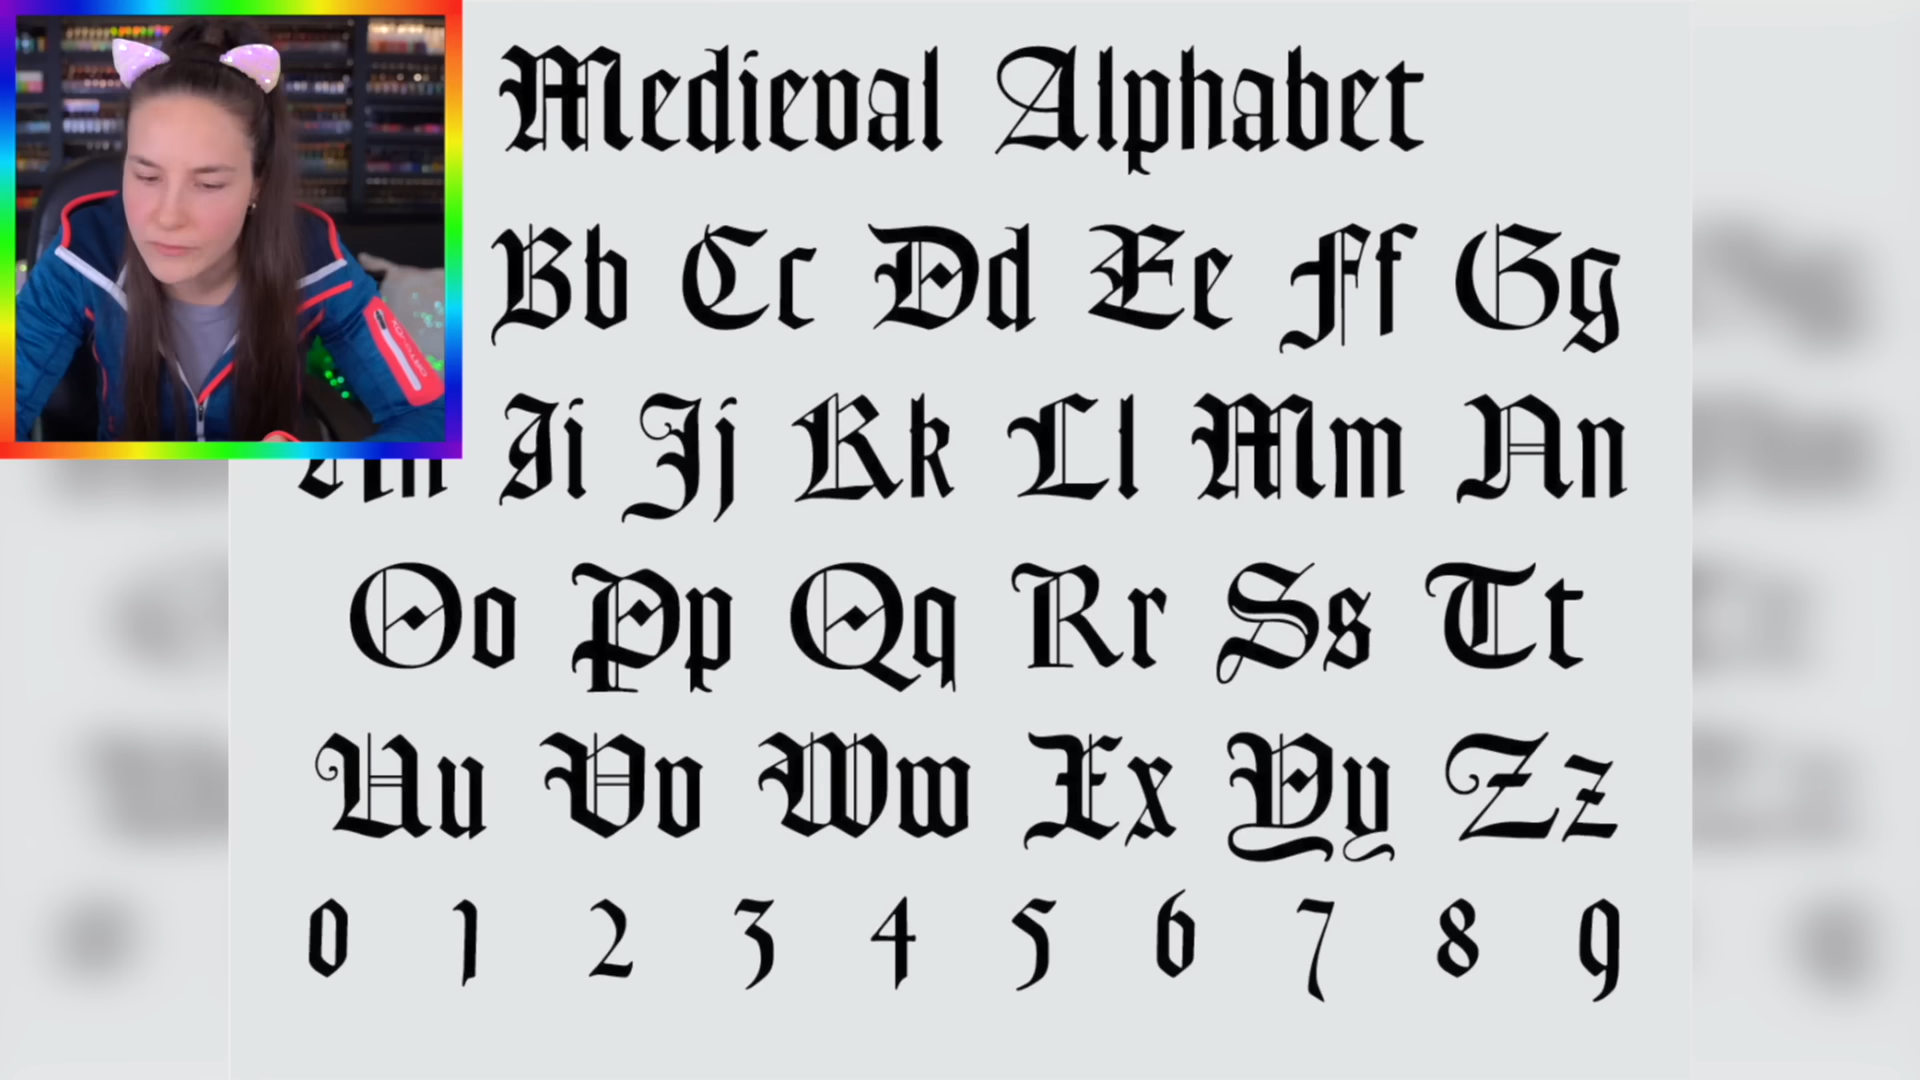 Medieval Alphabet
Bb Cc Dd Ee Ff Gg
Ii Jj Kk Ll Mm Nn
Oo Pp Qq Rr Ss Tt
Uu Vv Ww Xx Yy Zz
0 1 2 3 4 5 6 7 8 9